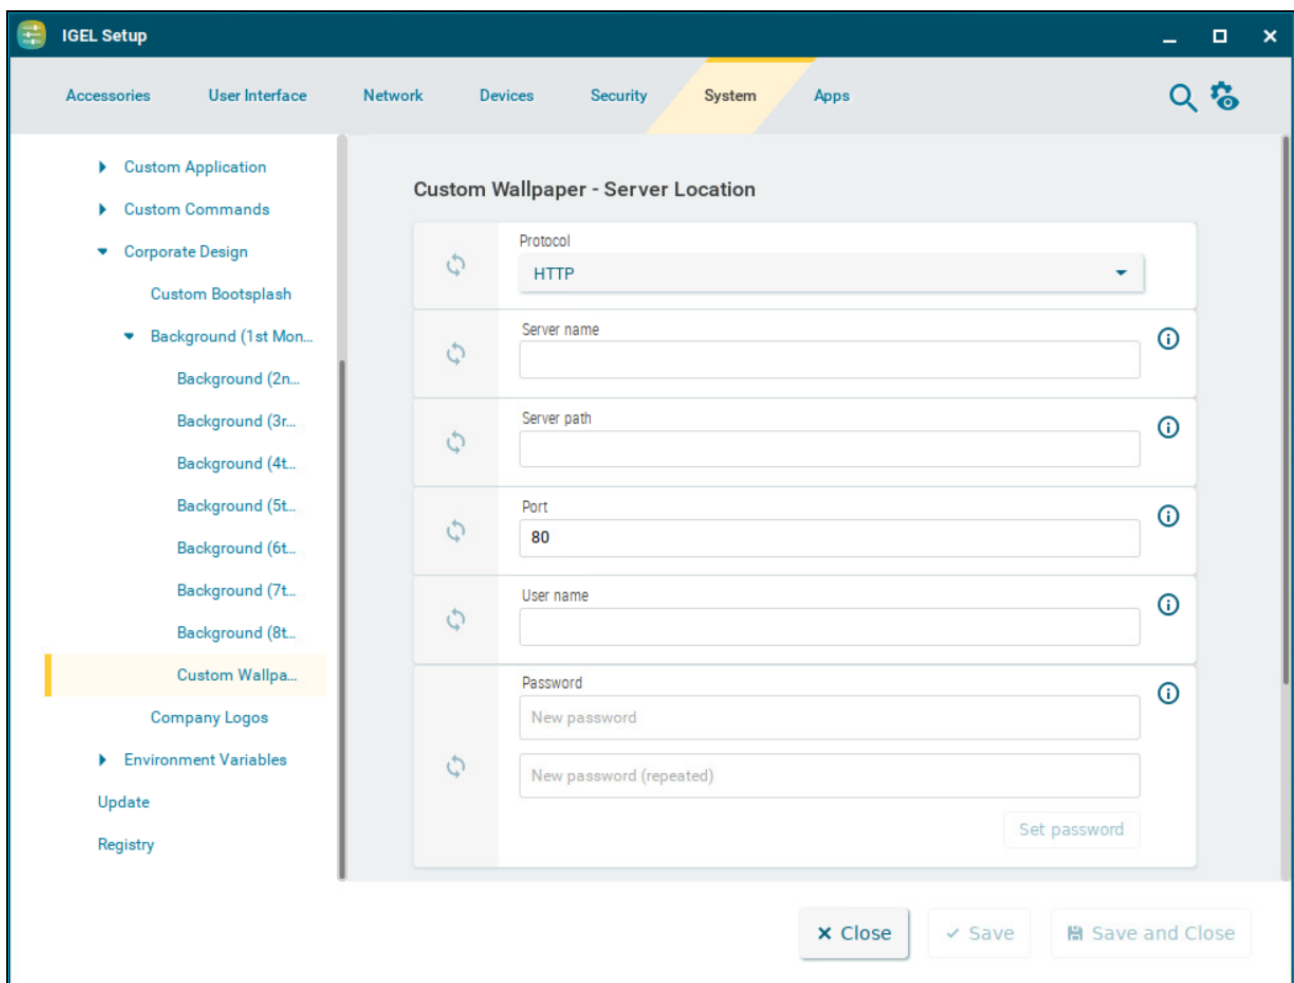 IGEL Setup
Accessories
User Interface
Network
Devices
Security
System
Apps
Custom Application
Custom Commands
Corporate Design
Custom Bootsplash
Background (1st Mon...
Background (2n...
Background (3r...
Background (4t...
Background (5t...
Background (6t...
Background (7t...
Background (8t...
Custom Wallpa...
Company Logos
Environment Variables
Update
Registry
Custom Wallpaper - Server Location
Protocol
HTTP
Server name
Server path
Port
80
User name
Password
New password
New password (repeated)
Set password
Close
Save
Save and Close